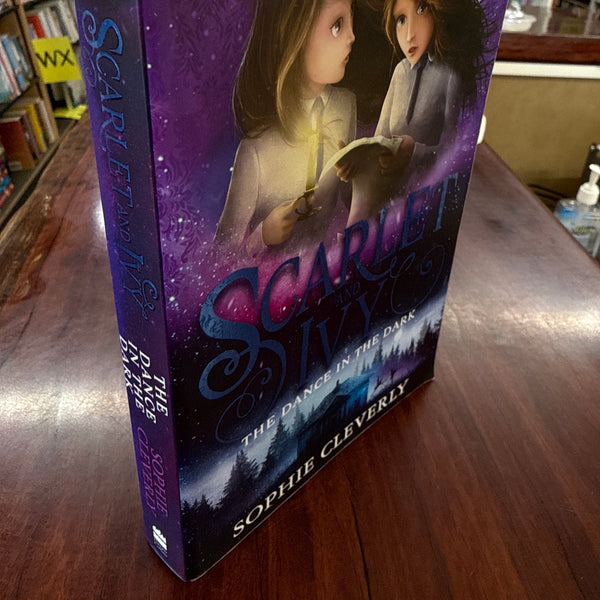 WX
SCARLET AND IVY
THE DANCE IN THE DARK
SOPHIE CLEVERLY
SCARLET
AND
IVY
THE DANCE IN THE DARK
SOPHIE CLEVERLY